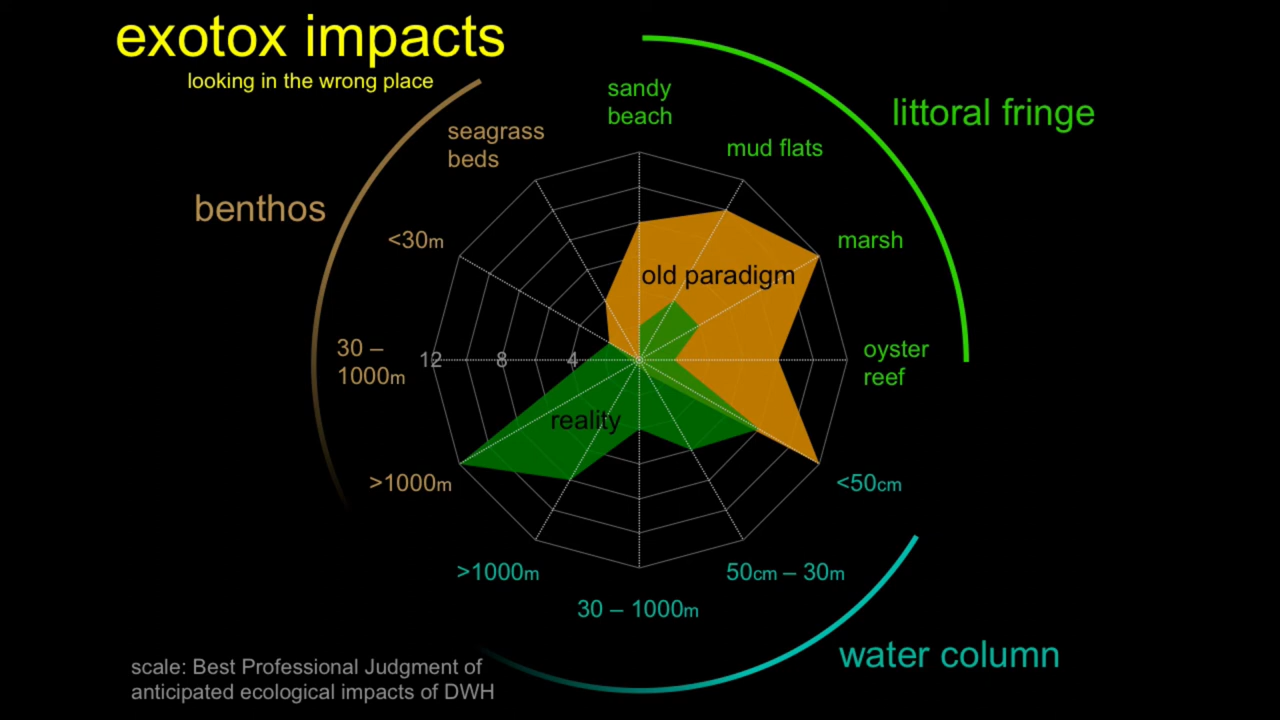 exotox impacts
looking in the wrong place
sandy
beach
mud flats
littoral fringe
marsh
oyster
reef
<50cm
50cm – 30m
30 – 1000m
>1000m
water column
>1000m
30 –
1000m
<30m
seagrass
beds
benthos
12
8
4
old paradigm
reality
scale: Best Professional Judgment of
anticipated ecological impacts of DWH